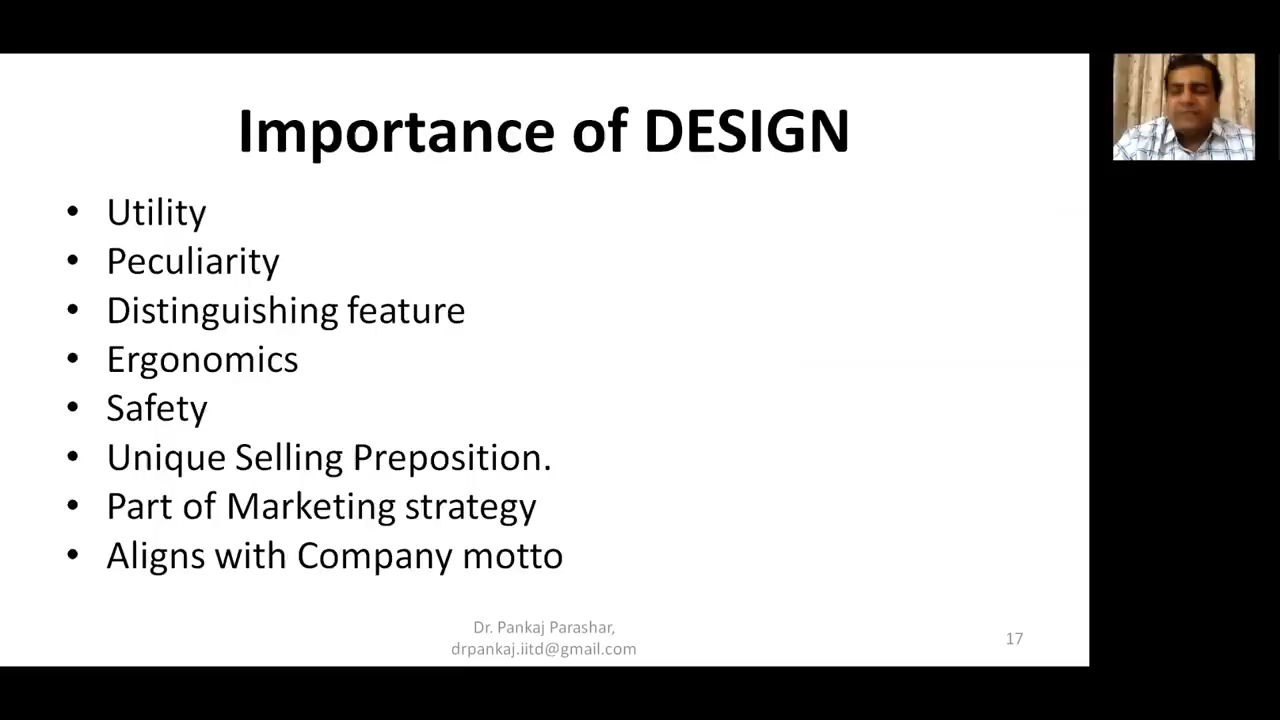 Importance of DESIGN
• Utility
• Peculiarity
• Distinguishing feature
• Ergonomics
• Safety
• Unique Selling Preposition.
• Part of Marketing strategy
• Aligns with Company motto
Dr. Pankaj Parashar,
drpankaj.iitd@gmail.com
17